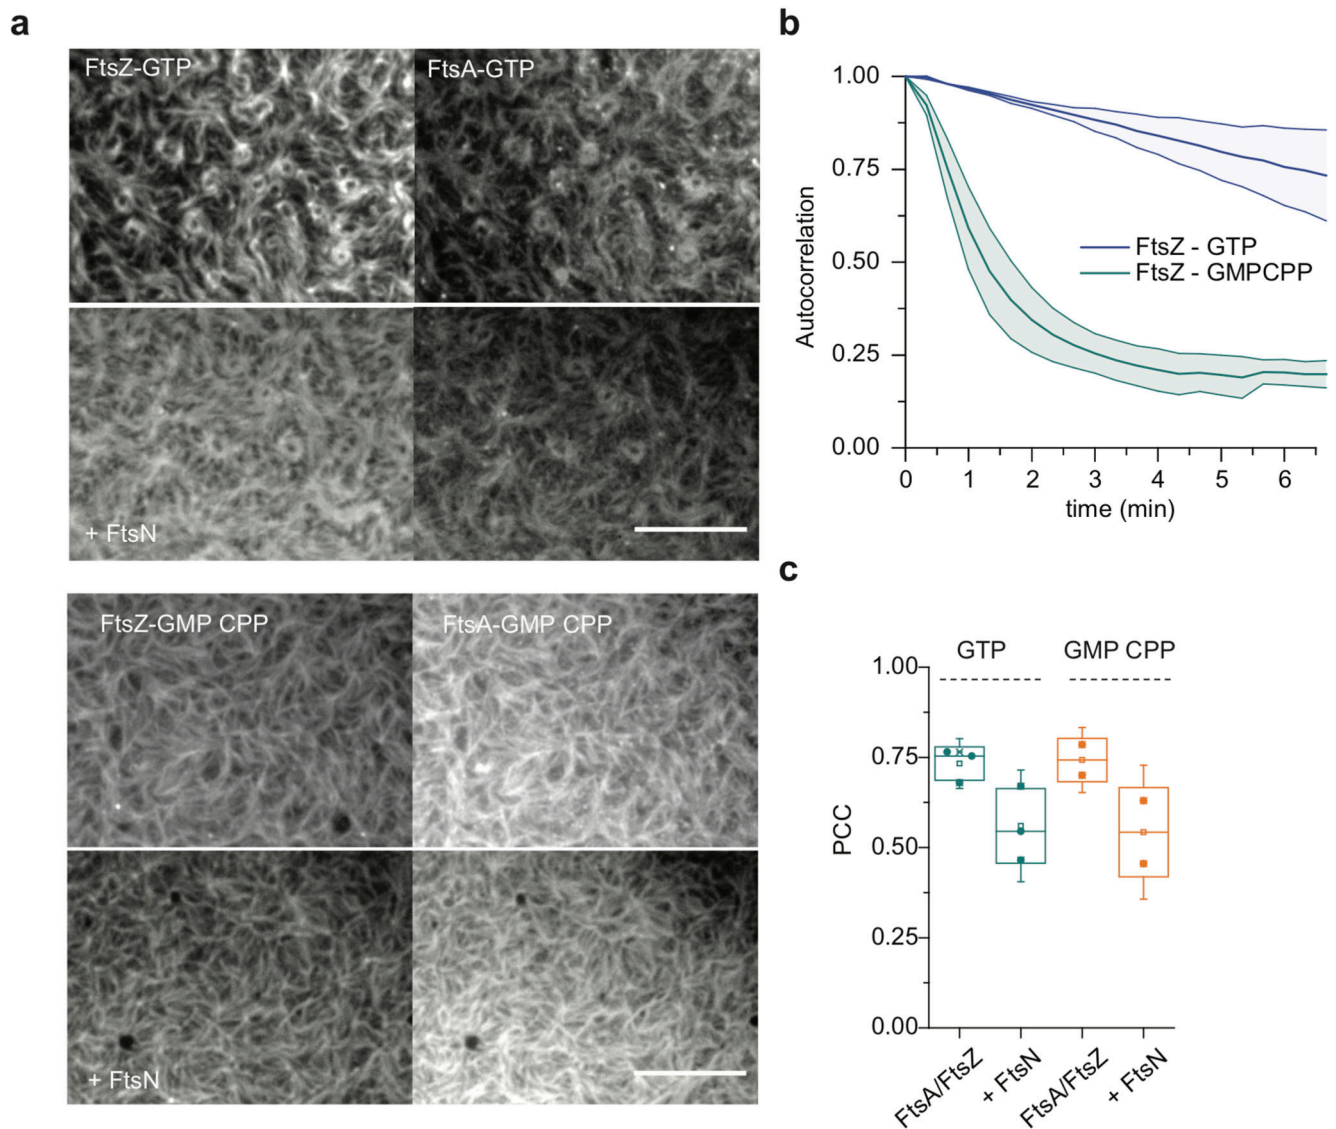 a
FtsZ-GTP
FtsA-GTP
+ FtsN
FtsZ-GMP CPP
FtsA-GMP CPP
+ FtsN
b
1.00
0.75
0.50
0.25
0.00
Autocorrelation
FtsZ - GTP
FtsZ - GMPCPP
0 1 2 3 4 5 6
time (min)
c
GTP GMP CPP
1.00
0.75
0.50
0.25
0.00
PCC
FtsA/FtsZ
+ FtsN
FtsA/FtsZ
+ FtsN